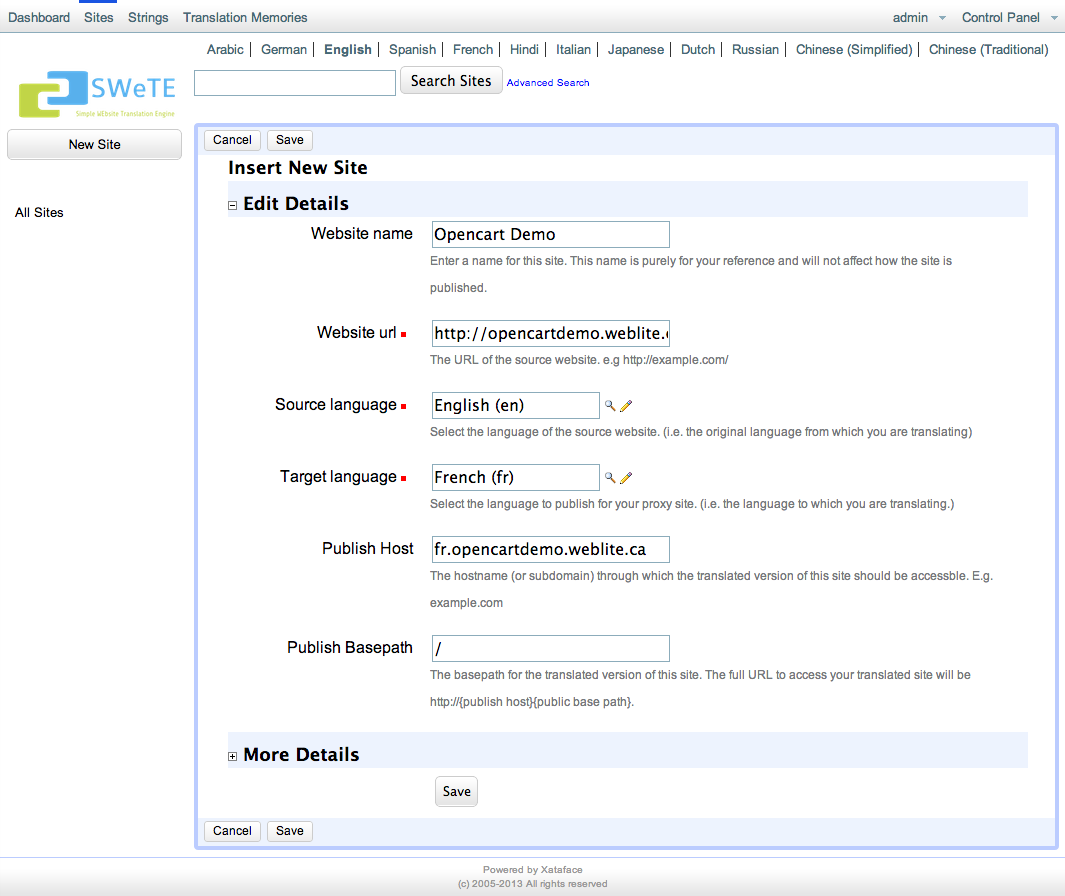 Dashboard Sites Strings Translation Memories admin Control Panel
Arabic German English Spanish French Hindi Italian Japanese Dutch Russian Chinese (Simplified) Chinese (Traditional)
SWeTE
Simple WEbsite Translation Engine
Search Sites Advanced Search
New Site
All Sites
Cancel Save
Insert New Site
Edit Details
Website name Opencart Demo
Enter a name for this site. This name is purely for your reference and will not affect how the site is
published.
Website url http://opencartdemo.weblite.
The URL of the source website. e.g http://example.com/
Source language English (en)
Select the language of the source website. (i.e. the original language from which you are translating)
Target language French (fr)
Select the language to publish for your proxy site. (i.e. the language to which you are translating.)
Publish Host fr.opencartdemo.weblite.ca
The hostname (or subdomain) through which the translated version of this site should be accessble. E.g.
example.com
Publish Basepath /
The basepath for the translated version of this site. The full URL to access your translated site will be
http://{publish host}{public base path}.
More Details
Save
Cancel Save
Powered by Xataface
(c) 2005-2013 All rights reserved